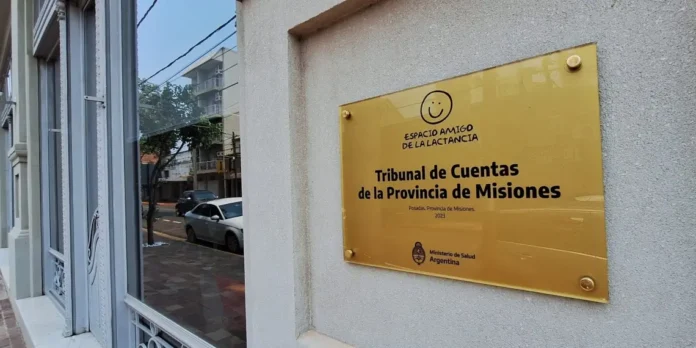 ESPACIO AMIGO
DE LA LACTANCIA
Tribunal de Cuentas
de la Provincia de Misiones
Posadas, Provincia de Misiones,
2023
Ministerio de Salud
Argentina